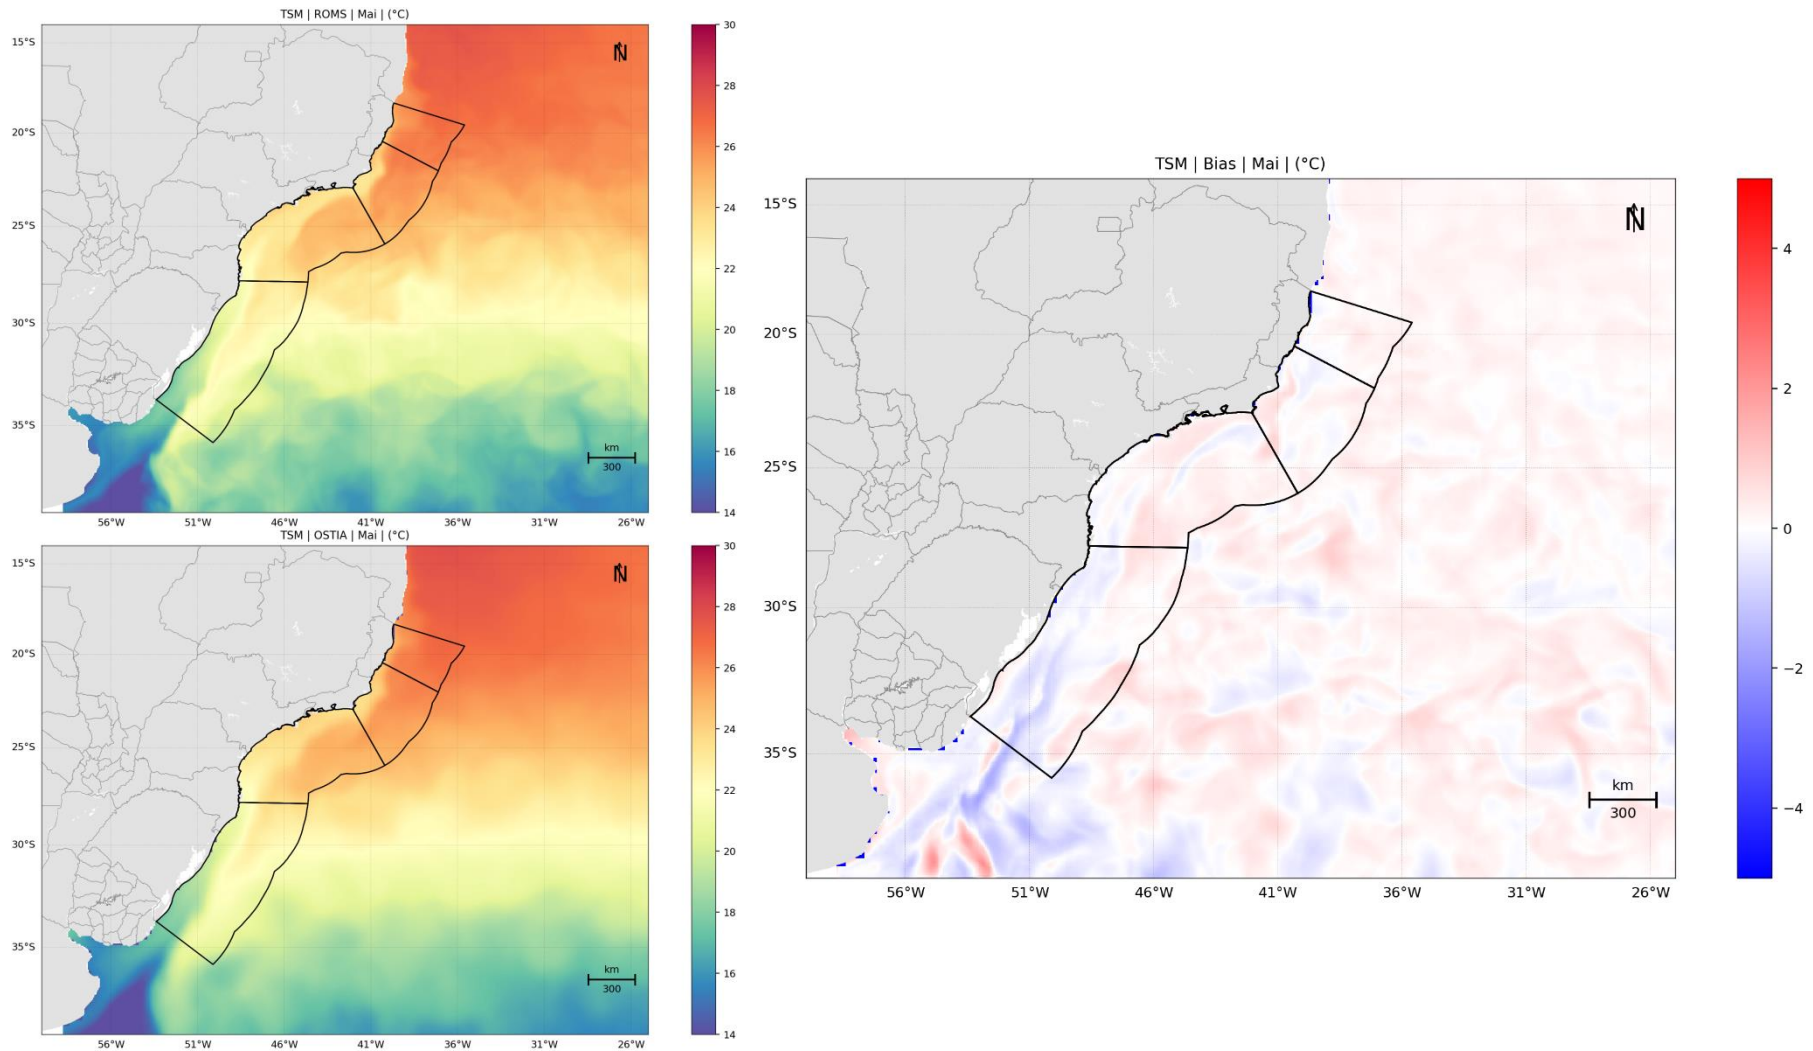 TSM | ROMS | Mai | (°C)
15°S
20°S
25°S
30°S
35°S
56°W
51°W
46°W
41°W
36°W
31°W
26°W
N
km
300
30
28
26
24
22
20
18
16
14
TSM | OSTIA | Mai | (°C)
15°S
20°S
25°S
30°S
35°S
56°W
51°W
46°W
41°W
36°W
31°W
26°W
N
km
300
30
28
26
24
22
20
18
16
14
TSM | Bias | Mai | (°C)
15°S
20°S
25°S
30°S
35°S
56°W
51°W
46°W
41°W
36°W
31°W
26°W
N
km
300
4
2
0
−2
−4